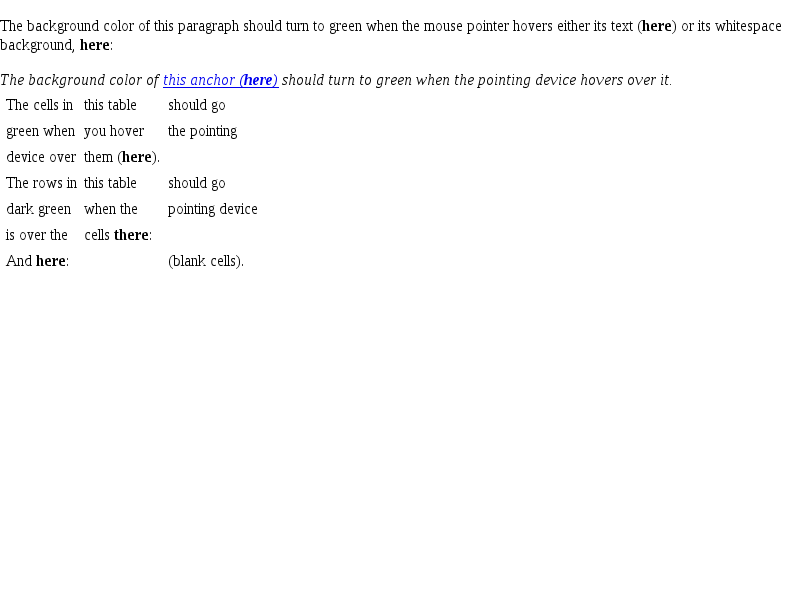 The background color of this paragraph should turn to green when the mouse pointer hovers either its text (here) or its whitespace
background, here:
The background color of this anchor (here) should turn to green when the pointing device hovers over it.
The cells in this table should go
green when you hover the pointing
device over them (here).
The rows in this table should go
dark green when the pointing device
is over the cells there:
And here: (blank cells).